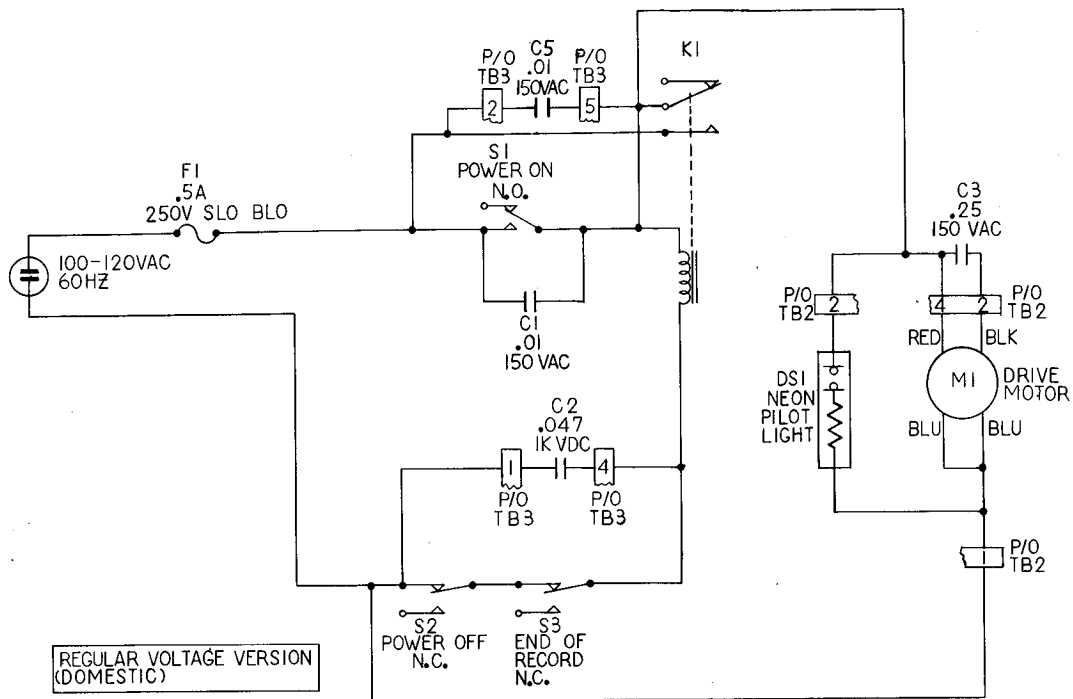 K1
P/O
TB3
C5
.01
150VAC
P/O
TB3
2
5
S1
POWER ON
N.O.
F1
.5A
250V SLO BLO
100-120VAC
60HZ
C1
.01
150 VAC
C3
.25
150 VAC
P/O
TB2
2
4
2
P/O
TB2
RED
BLK
DS1
NEON
PILOT
LIGHT
M1
DRIVE
MOTOR
BLU
BLU
C2
.047
1K VDC
1
4
P/O
TB3
P/O
TB3
P/O
TB2
S2
POWER OFF
N.C.
S3
END OF
RECORD
N.C.
REGULAR VOLTAGE VERSION
(DOMESTIC)